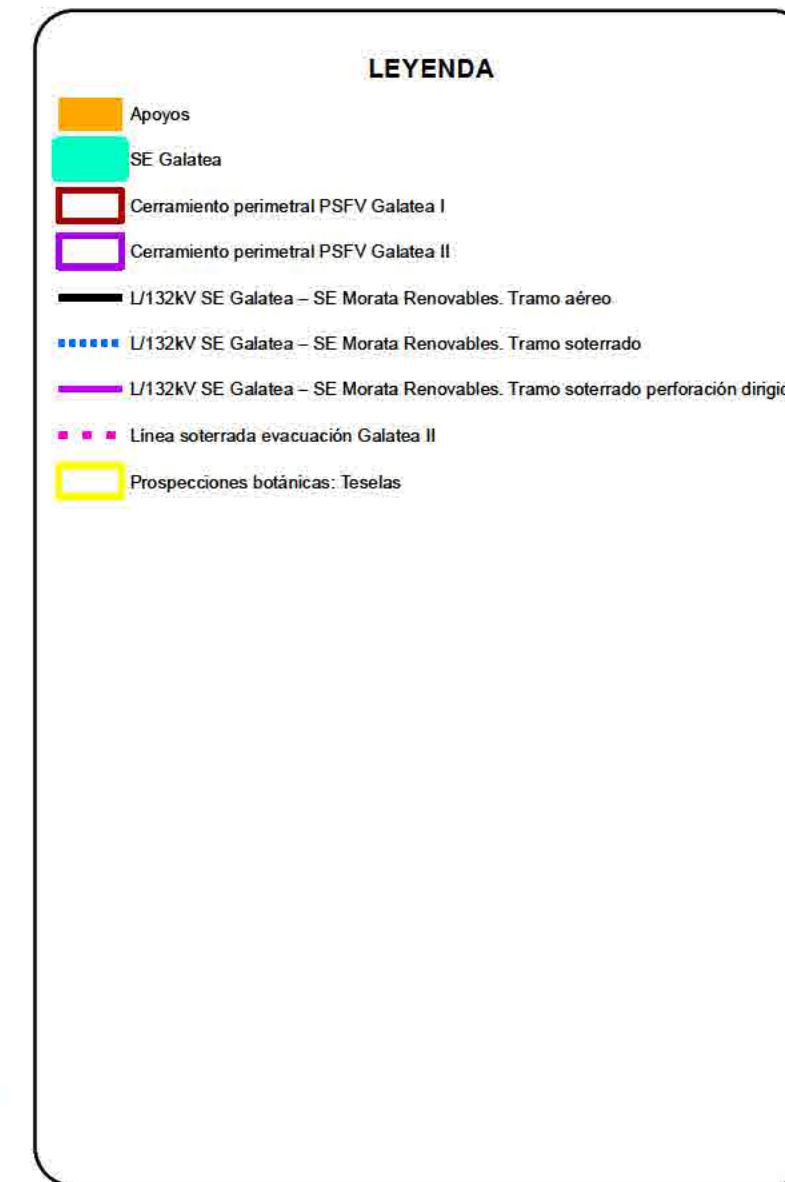 LEYENDA
Apoyos
SE Galatea
Cerramiento perimetral PSFV Galatea I
Cerramiento perimetral PSFV Galatea II
L/132kV SE Galatea – SE Morata Renovables. Tramo aéreo
L/132kV SE Galatea – SE Morata Renovables. Tramo soterrado
L/132kV SE Galatea – SE Morata Renovables. Tramo soterrado perforación
Línea soterrada evacuación Galatea II
Prospecciones botánicas: Teselas